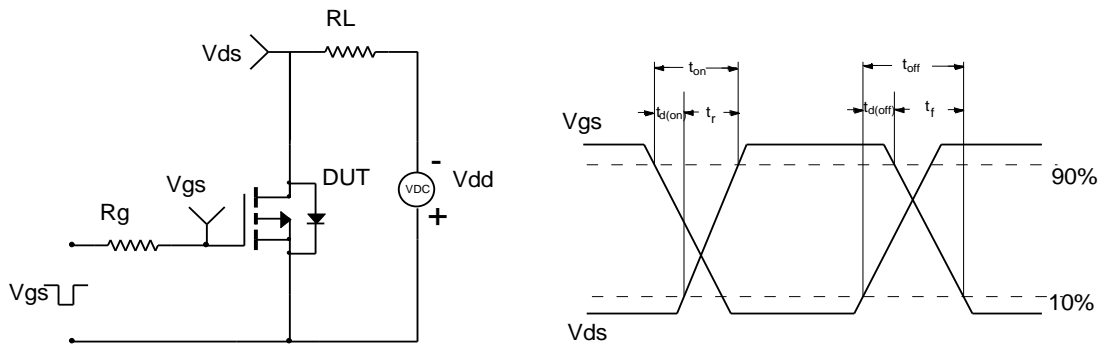 RL
Vds
-
DUT
Vgs
VDC
Vdd
Rg
+
Vgs
ton
toff
td(on)
tr
td(off)
tf
Vgs
90%
10%
Vds